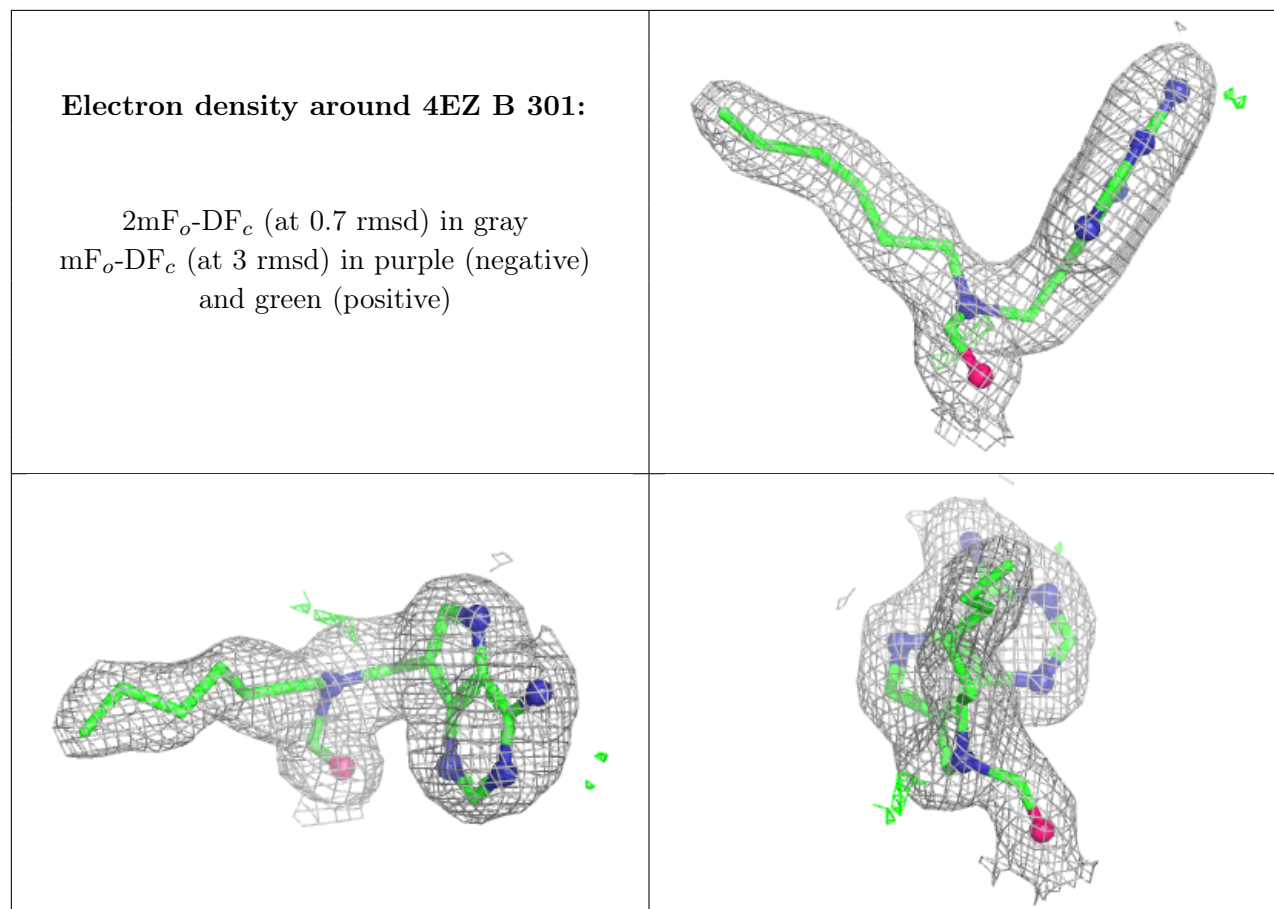 Electron density around 4EZ B 301:
2mFo-DFc (at 0.7 rmsd) in gray
mFo-DFc (at 3 rmsd) in purple (negative)
and green (positive)